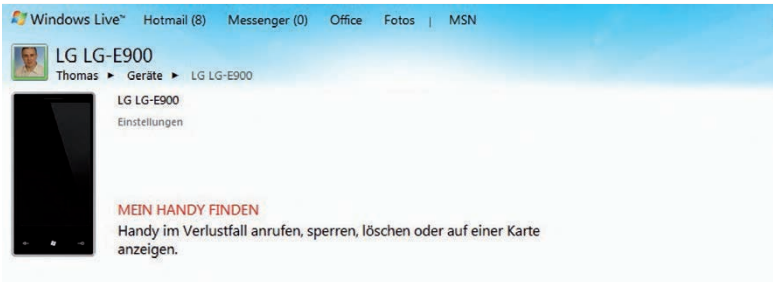 Windows Live™ Hotmail (8) Messenger (0) Office Fotos | MSN
LG LG-E900
Thomas ► Geräte ► LG LG-E900
LG LG-E900
Einstellungen
MEIN HANDY FINDEN
Handy im Verlustfall anrufen, sperren, löschen oder auf einer Karte
anzeigen.